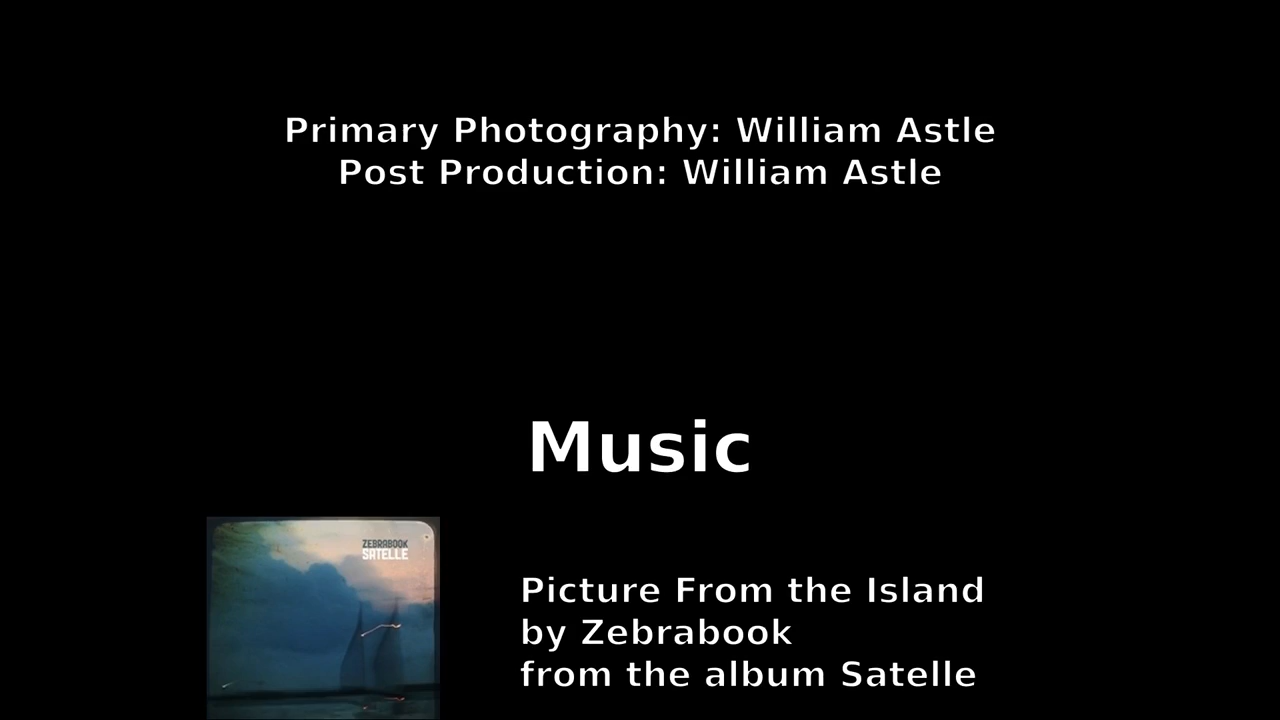 Primary Photography: William Astle
Post Production: William Astle
Music
ZEBRABOOK
SATELLE
Picture From the Island
by Zebrabook
from the album Satelle